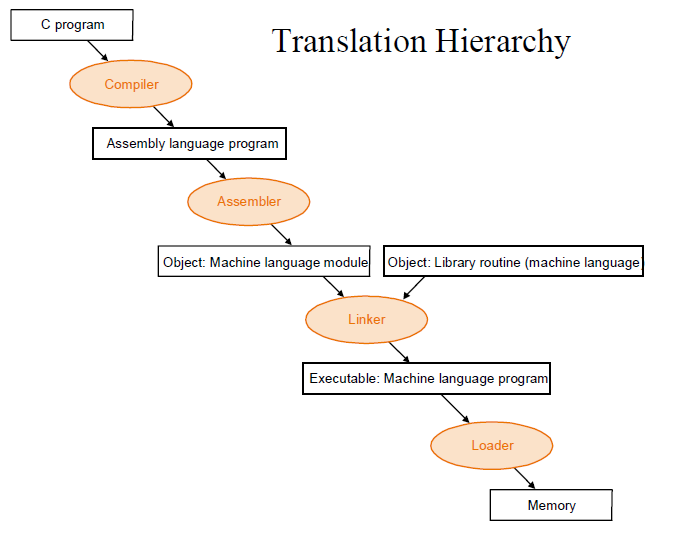 C program
Translation Hierarchy
Compiler
Assembly language program
Assembler
Object: Machine language module
Object: Library routine (machine language)
Linker
Executable: Machine language program
Loader
Memory